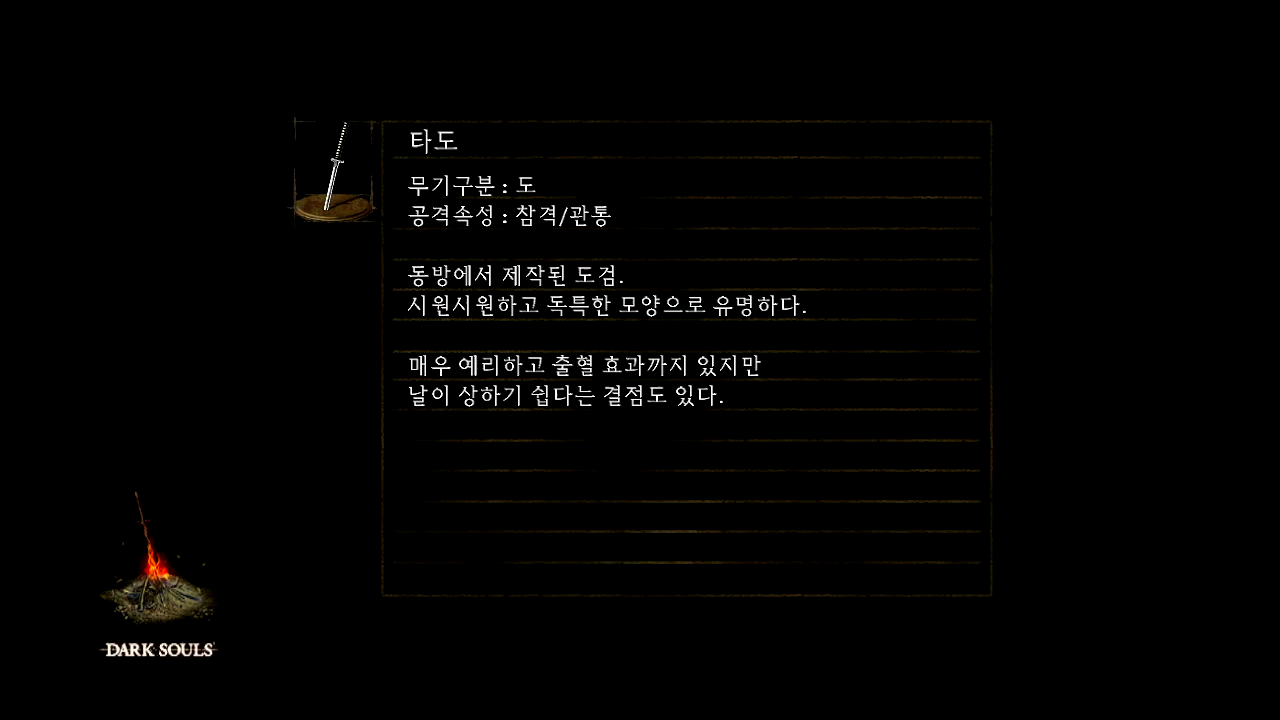 타도
무기구분 : 도
공격속성 : 참격/관통
동방에서 제작된 도검.
시원시원하고 독특한 모양으로 유명하다.
매우 예리하고 출혈 효과까지 있지만
날이 상하기 쉽다는 결점도 있다.
DARK SOULS